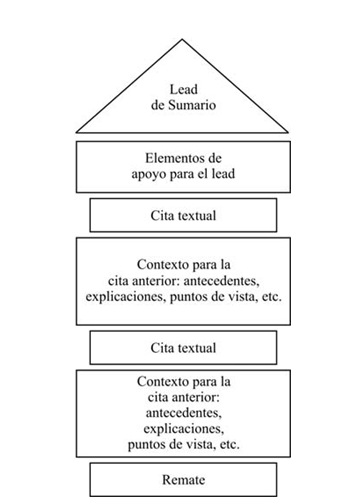 Lead
de Sumario
Elementos de
apoyo para el lead
Cita textual
Contexto para la
cita anterior: antecedentes,
explicaciones, puntos de vista, etc.
Cita textual
Contexto para la
cita anterior:
antecedentes,
explicaciones,
puntos de vista, etc.
Remate